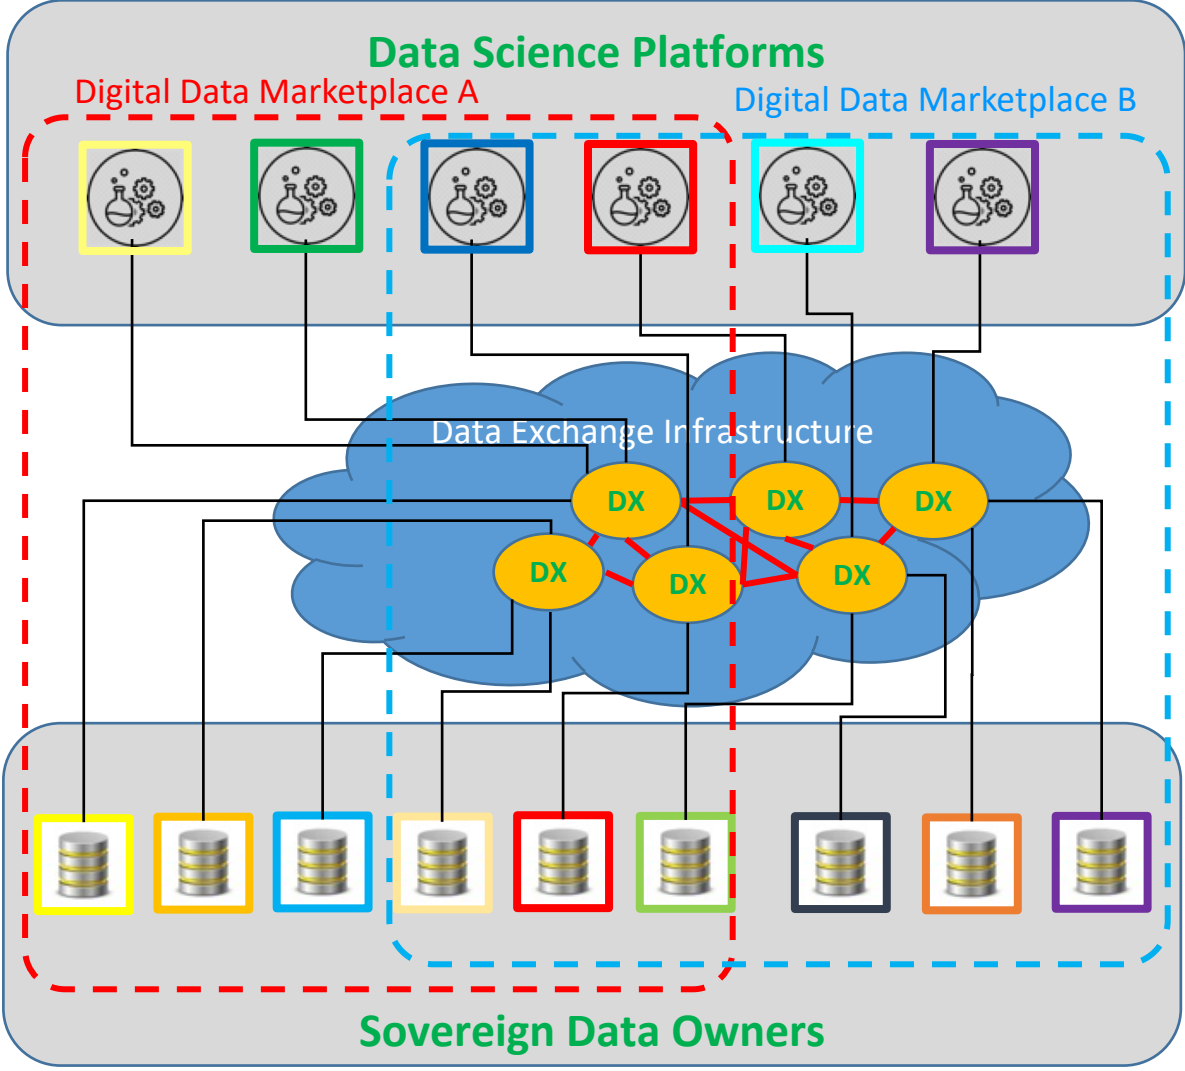 Data Science Platforms
Digital Data Marketplace A
Digital Data Marketplace B
Data Exchange Infrastructure
DX
DX
DX
DX
DX
DX
Sovereign Data Owners